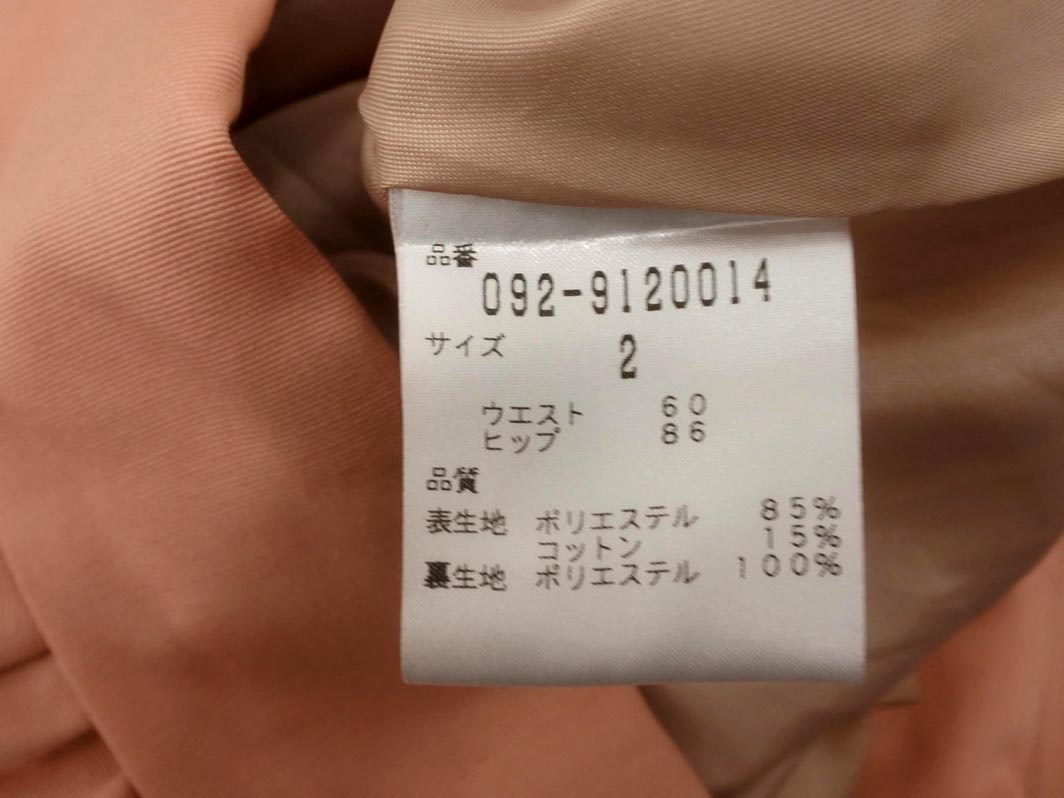 品番
092-9120014
サイズ 2
ウエスト 60
ヒップ 86
品質
表生地 ポリエステル 85%
コットン 15%
裏生地 ポリエステル 100%